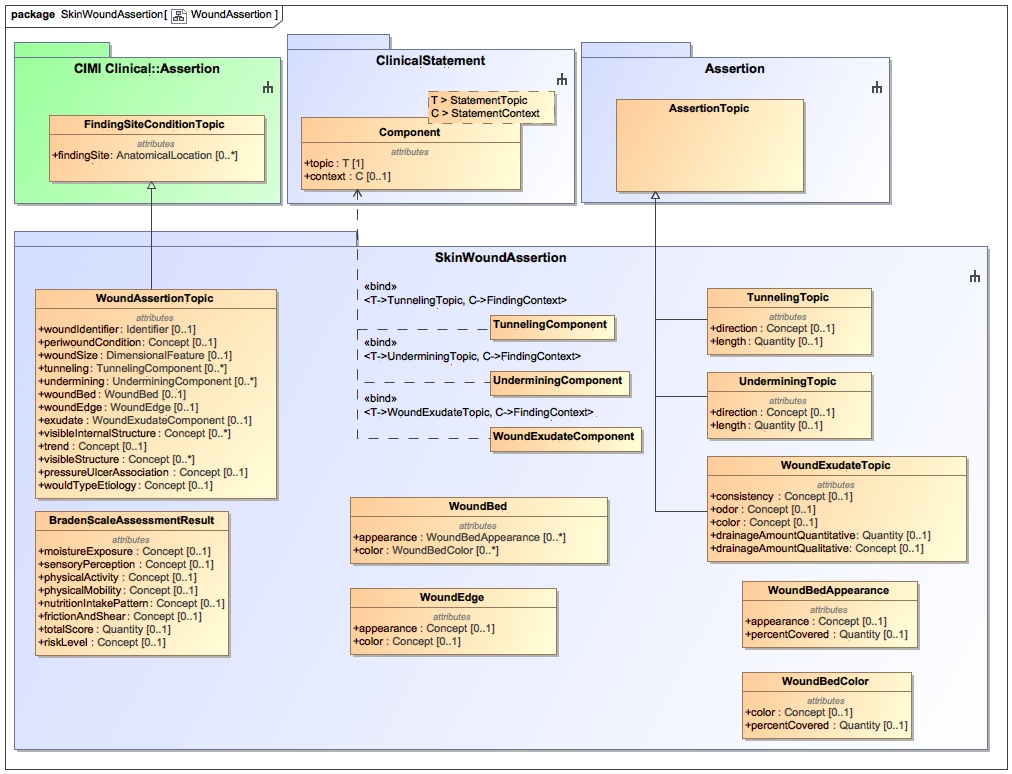 package SkinWoundAssertion[ WoundAssertion ]
CIMI Clinical::Assertion
FindingSiteConditionTopic
attributes
+findingSite: AnatomicalLocation [0..*]
ClinicalStatement
T > StatementTopic
C > StatementContext
Component
attributes
+topic : T [1]
+context : C [0..1]
Assertion
AssertionTopic
SkinWoundAssertion
WoundAssertionTopic
attributes
+woundIdentifier : Identifier [0..1]
+periwoundCondition : Concept [0..1]
+woundSize : DimensionalFeature [0..1]
+tunneling : TunnelingComponent [0..*]
+undermining : UnderminingComponent [0..*]
+woundBed : WoundBed [0..1]
+woundEdge : WoundEdge [0..1]
+exudate : WoundExudateComponent [0..1]
+visibleInternalStructure : Concept [0..*]
+trend : Concept [0..1]
+visibleStructure : Concept [0..*]
+pressureUlcerAssociation : Concept [0..1]
+wouldTypeEtiology : Concept [0..1]
BradenScaleAssessmentResult
attributes
+moistureExposure : Concept [0..1]
+sensoryPerception : Concept [0..1]
+physicalActivity : Concept [0..1]
+physicalMobility : Concept [0..1]
+nutritionIntakePattern : Concept [0..1]
+frictionAndShear : Concept [0..1]
+totalScore : Quantity [0..1]
+riskLevel : Concept [0..1]
«bind»
<T->TunnelingTopic, C->FindingContext>
TunnelingComponent
«bind»
<T->UnderminingTopic, C->FindingContext>
UnderminingComponent
«bind»
<T->WoundExudateTopic, C->FindingContext>
WoundExudateComponent
WoundBed
attributes
+appearance : WoundBedAppearance [0..*]
+color : WoundBedColor [0..*]
WoundEdge
attributes
+appearance : Concept [0..1]
+color : Concept [0..1]
TunnelingTopic
attributes
+direction : Concept [0..1]
+length : Quantity [0..1]
UnderminingTopic
attributes
+direction : Concept [0..1]
+length : Quantity [0..1]
WoundExudateTopic
attributes
+consistency : Concept [0..1]
+odor : Concept [0..1]
+color : Concept [0..1]
+drainageAmountQuantitative : Quantity [0..1]
+drainageAmountQualitative : Concept [0..1]
WoundBedAppearance
attributes
+appearance : Concept [0..1]
+percentCovered : Quantity [0..1]
WoundBedColor
attributes
+color : Concept [0..1]
+percentCovered : Quantity [0..1]